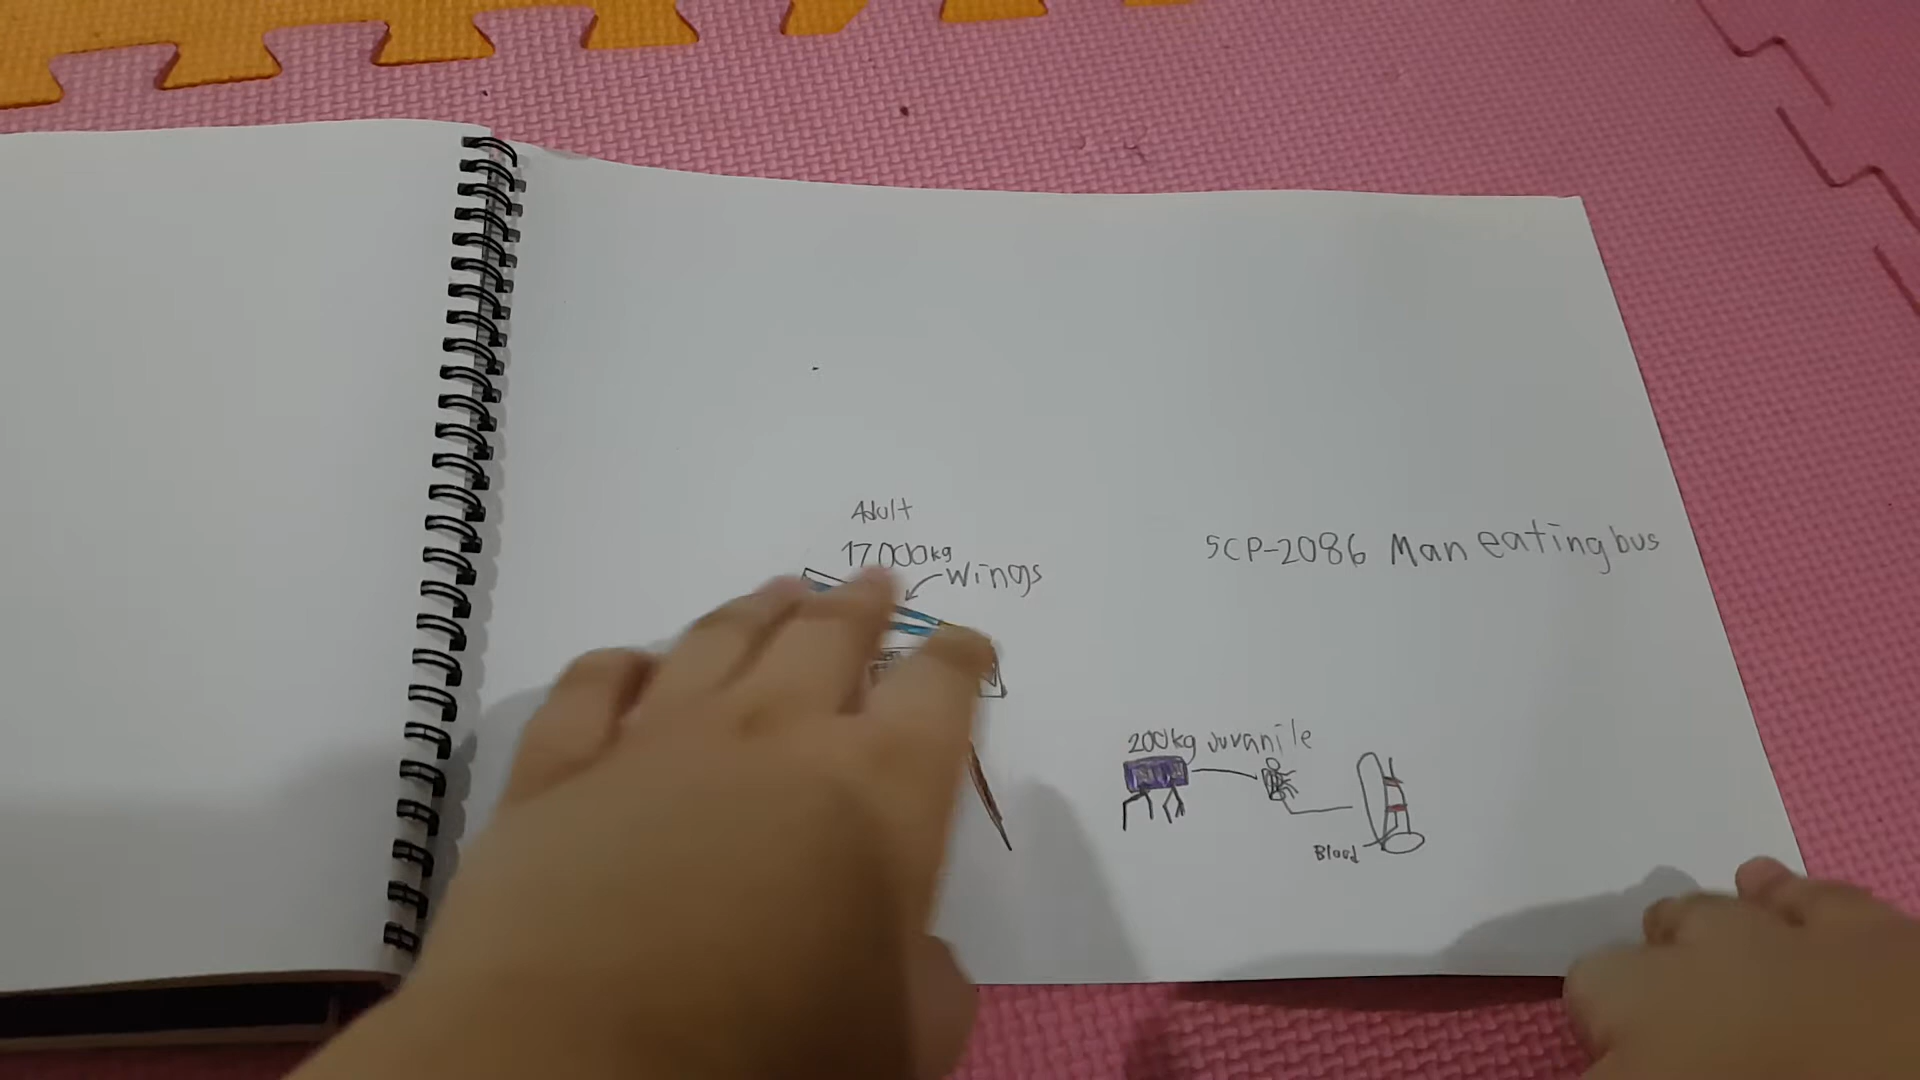 Adult
17000kg
Wings
SCP-2086 Man eating bus
200kg Juvanile
Blood